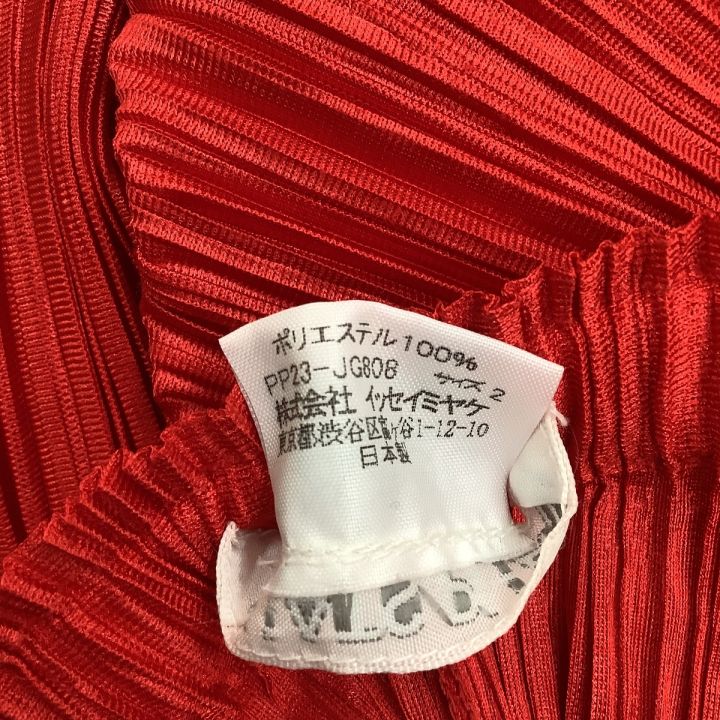 ポリエステル100%
PP23-JG808 サイズ 2
株式会社 イッセイミヤケ
東京都渋谷区 谷1-12-10
日本製